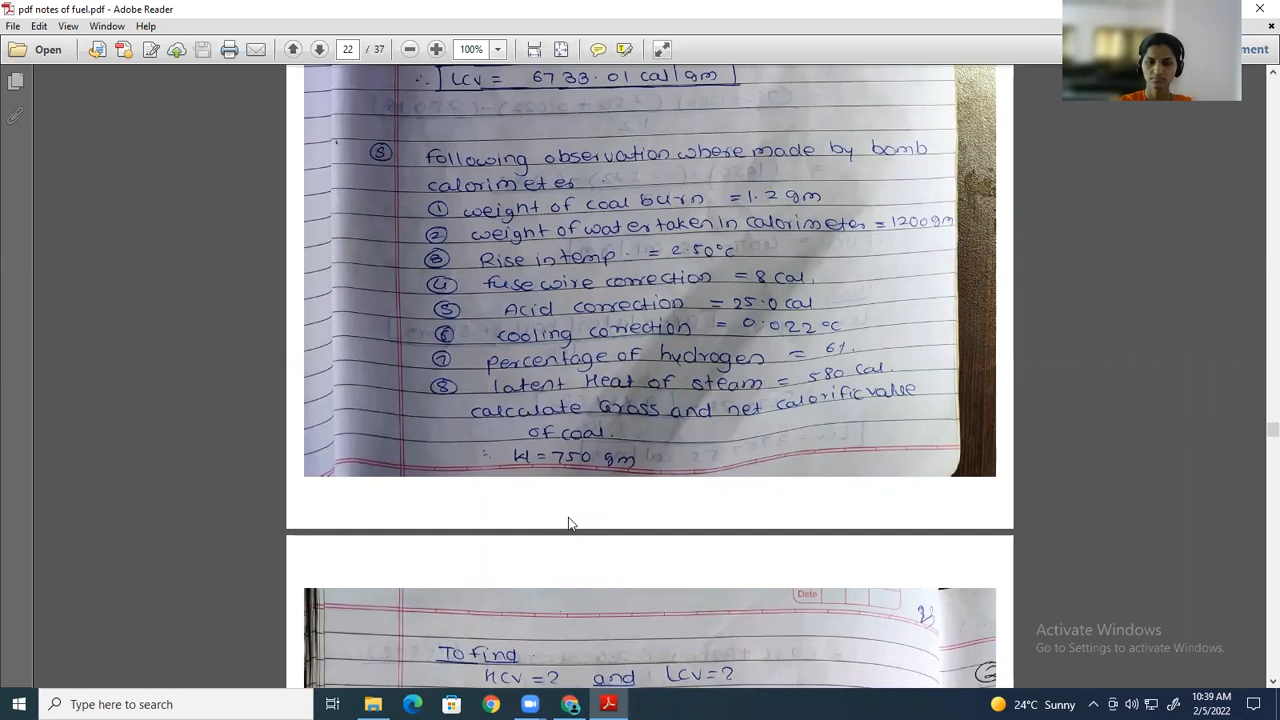 pdf notes of fuel.pdf - Adobe Reader
File Edit View Window Help
Open 22 / 37 100% ment
∴ LCV = 6733.01 cal/gm
⑤ following observation where made by bomb
calorimeter
① weight of coal burn = 1.2 gm
② weight of water taken in calorimeter = 1200gm
③ Rise in temp. = 2.50°c
④ fuse wire correction = 8 cal.
⑤ Acid correction = 25.0 cal
⑥ cooling correction = 0.022°c
⑦ percentage of hydrogen = 6%.
⑧ latent Heat of steam = 580 cal.
calculate Gross and net calorific value
of coal.
∴ W = 750 gm
Date
To find
HCV = ? and LCV = ?
Activate Windows
Go to Settings to activate Windows.
Type here to search
24°C Sunny
10:39 AM
2/5/2022